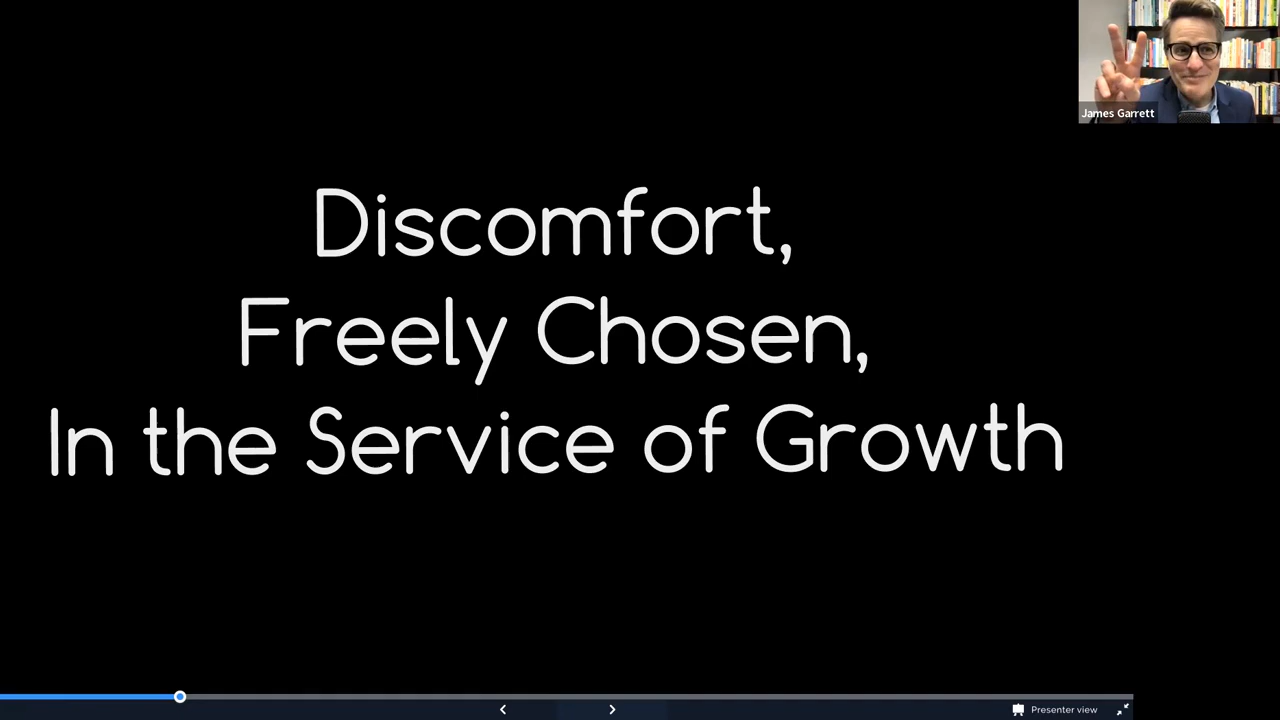 James Garrett
Discomfort,
Freely Chosen,
In the Service of Growth
Presenter view